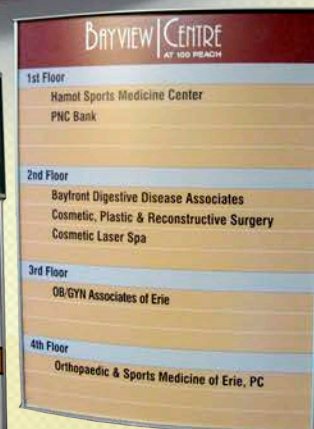 BAYVIEW CENTRE
AT 100 PEACH
1st Floor
Hamot Sports Medicine Center
PNC Bank
2nd Floor
Bayfront Digestive Disease Associates
Cosmetic, Plastic & Reconstructive Surgery
Cosmetic Laser Spa
3rd Floor
OB/GYN Associates of Erie
4th Floor
Orthopaedic & Sports Medicine of Erie, PC